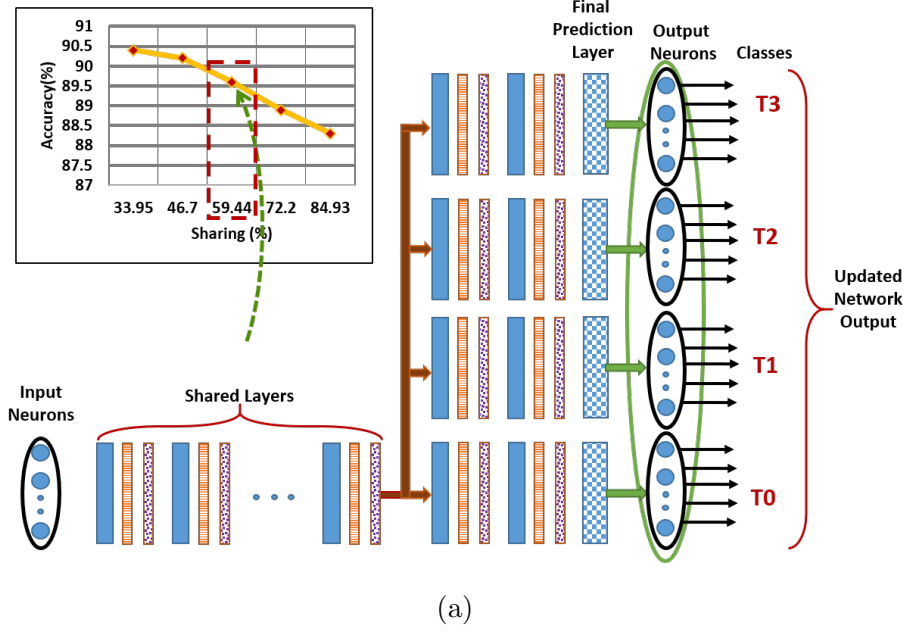 91
90.5
90
89.5
89
88.5
88
87.5
87
Accuracy(%)
33.95 46.7 59.44 72.2 84.93
Sharing (%)
Final
Prediction
Layer
Output
Neurons
Classes
T3
T2
T1
T0
Updated
Network
Output
Input
Neurons
Shared Layers
(a)